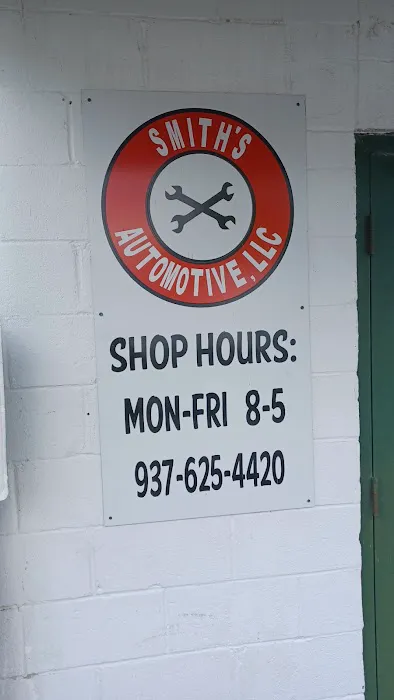 SMITH'S
AUTOMOTIVE, LLC
SHOP HOURS:
MON-FRI 8-5
937-625-4420